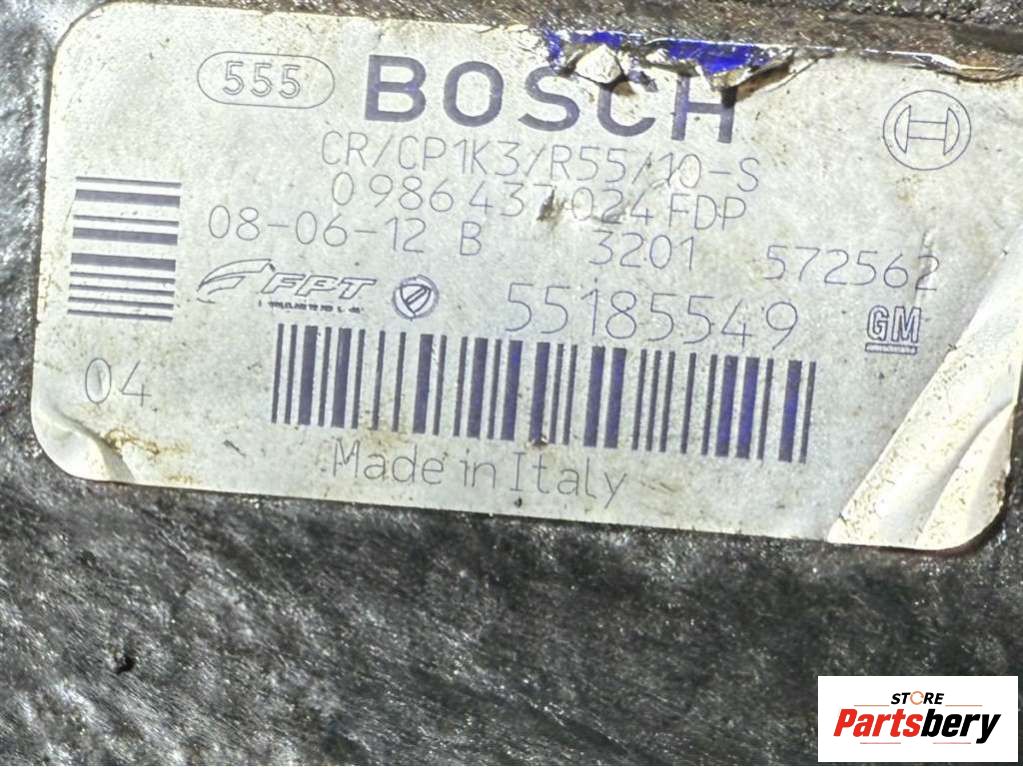 555 BOSCH
CR/CP1K3/R55/10-S
0 986 437 024 FDP
08-06-12 B 3201 572562
FPT 55185549 GM
04
Made in Italy
STORE
Partsbery